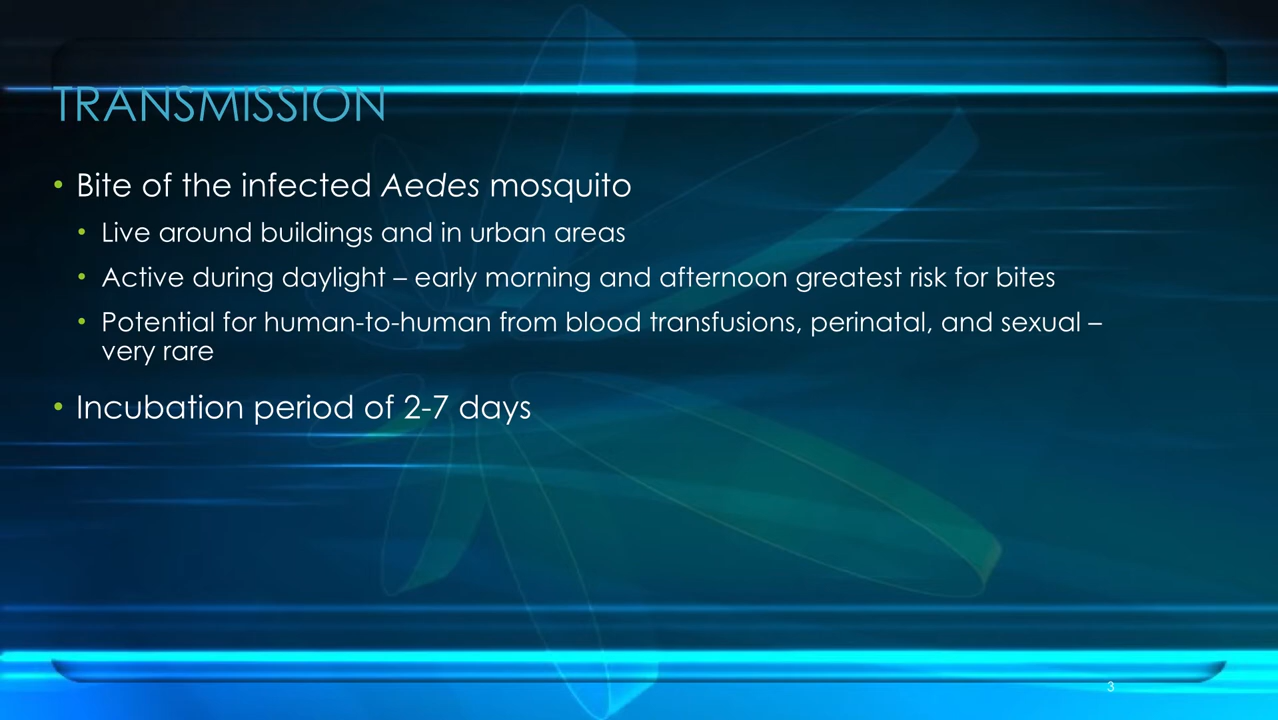 TRANSMISSION
• Bite of the infected Aedes mosquito
• Live around buildings and in urban areas
• Active during daylight – early morning and afternoon greatest risk for bites
• Potential for human-to-human from blood transfusions, perinatal, and sexual –
very rare
• Incubation period of 2-7 days
3